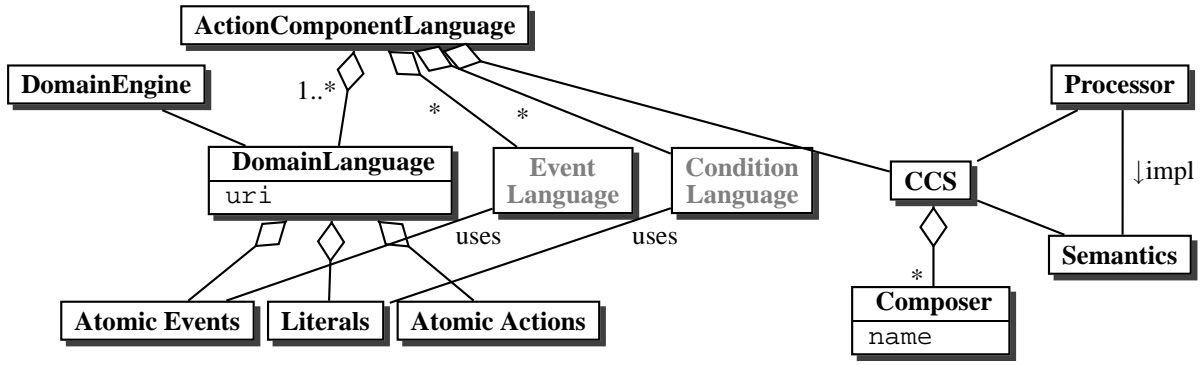 ActionComponentLanguage
DomainEngine
Processor
1..*
*
*
DomainLanguage
uri
Event
Language
Condition
Language
CCS
↓impl
uses
uses
Semantics
*
Atomic Events
Literals
Atomic Actions
Composer
name